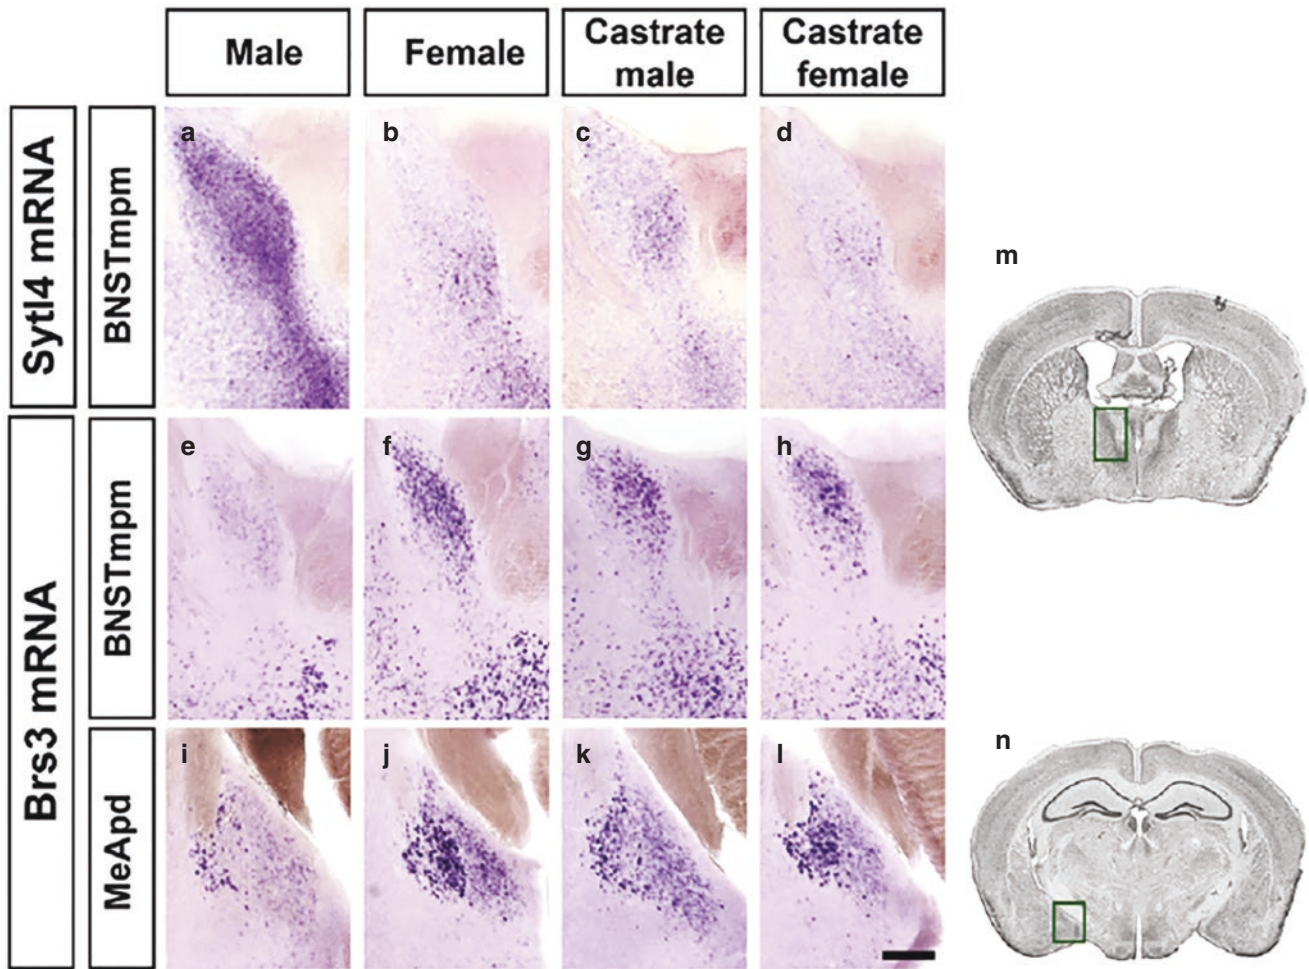 Male
Female
Castrate
male
Castrate
female
Sytl4 mRNA
BNSTmpm
a
b
c
d
Brs3 mRNA
BNSTmpm
e
f
g
h
MeApd
i
j
k
l
m
n